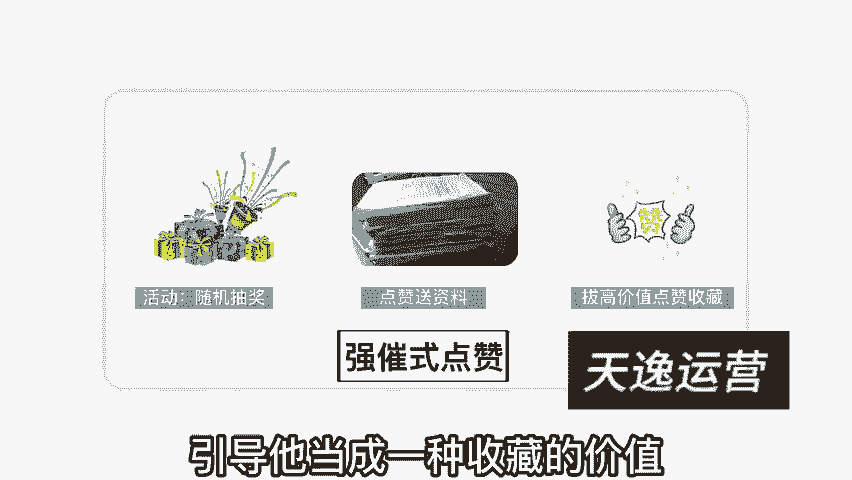 赞
活动：随机抽奖
点赞送资料
拔高价值点赞收藏
强催式点赞
天逸运营
引导他当成一种收藏的价值